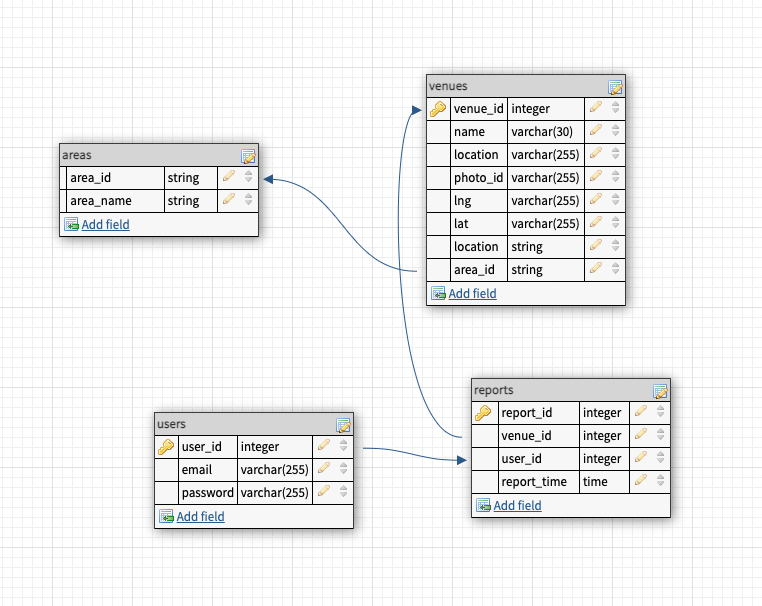 venues
venue_id integer
name varchar(30)
location varchar(255)
photo_id varchar(255)
lng varchar(255)
lat varchar(255)
location string
area_id string
Add field
areas
area_id string
area_name string
Add field
reports
report_id integer
venue_id integer
user_id integer
report_time time
Add field
users
user_id integer
email varchar(255)
password varchar(255)
Add field